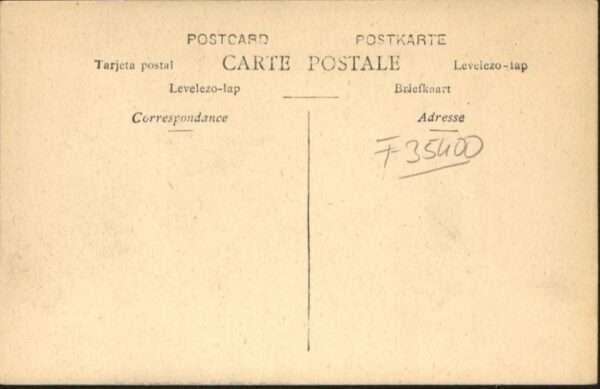 POSTCARD POSTKARTE
Tarjeta postal CARTE POSTALE Levelezo-lap
Levelezo-lap Briefkaart
Correspondance Adresse
F35400